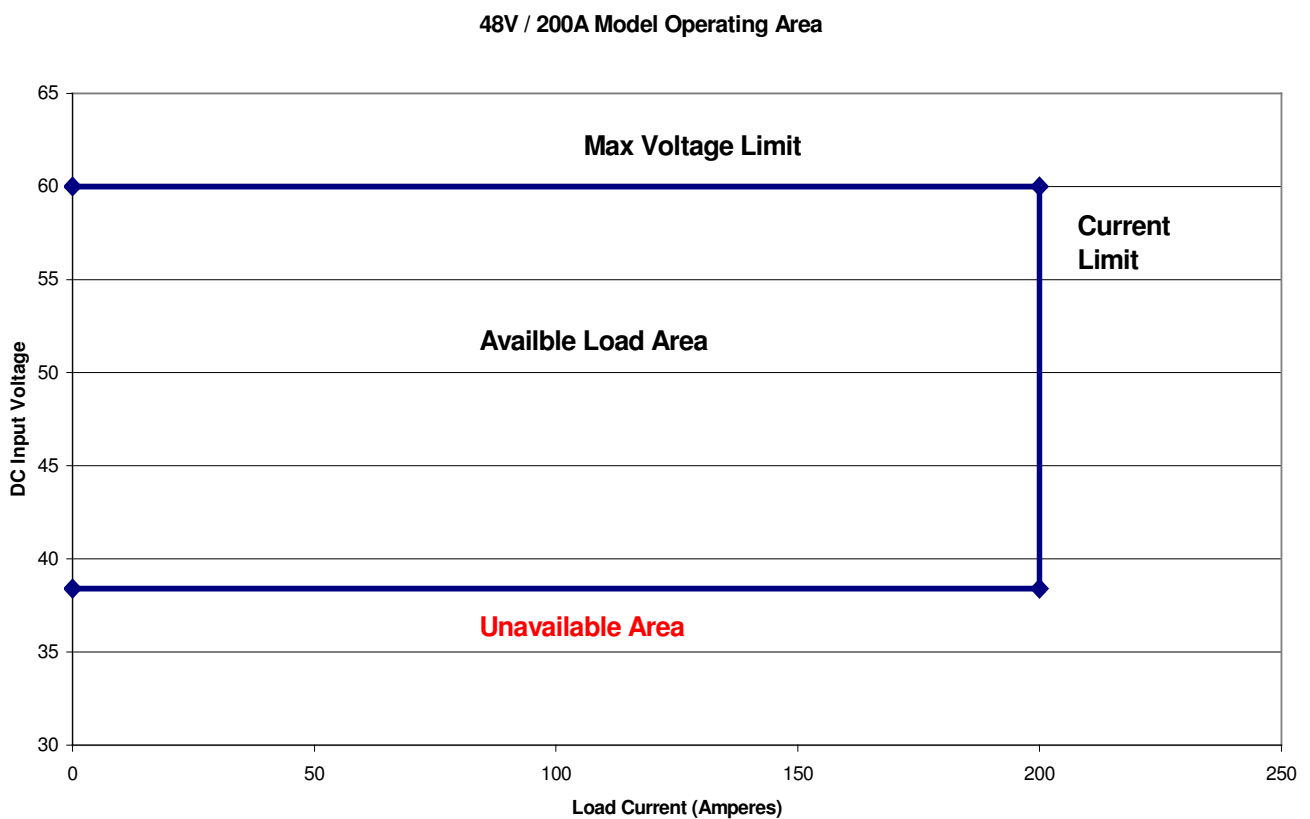 48V / 200A Model Operating Area
65
Max Voltage Limit
60
Current
Limit
55
Availble Load Area
50
DC Input Voltage
45
40
Unavailable Area
35
30
0 50 100 150 200 250
Load Current (Amperes)